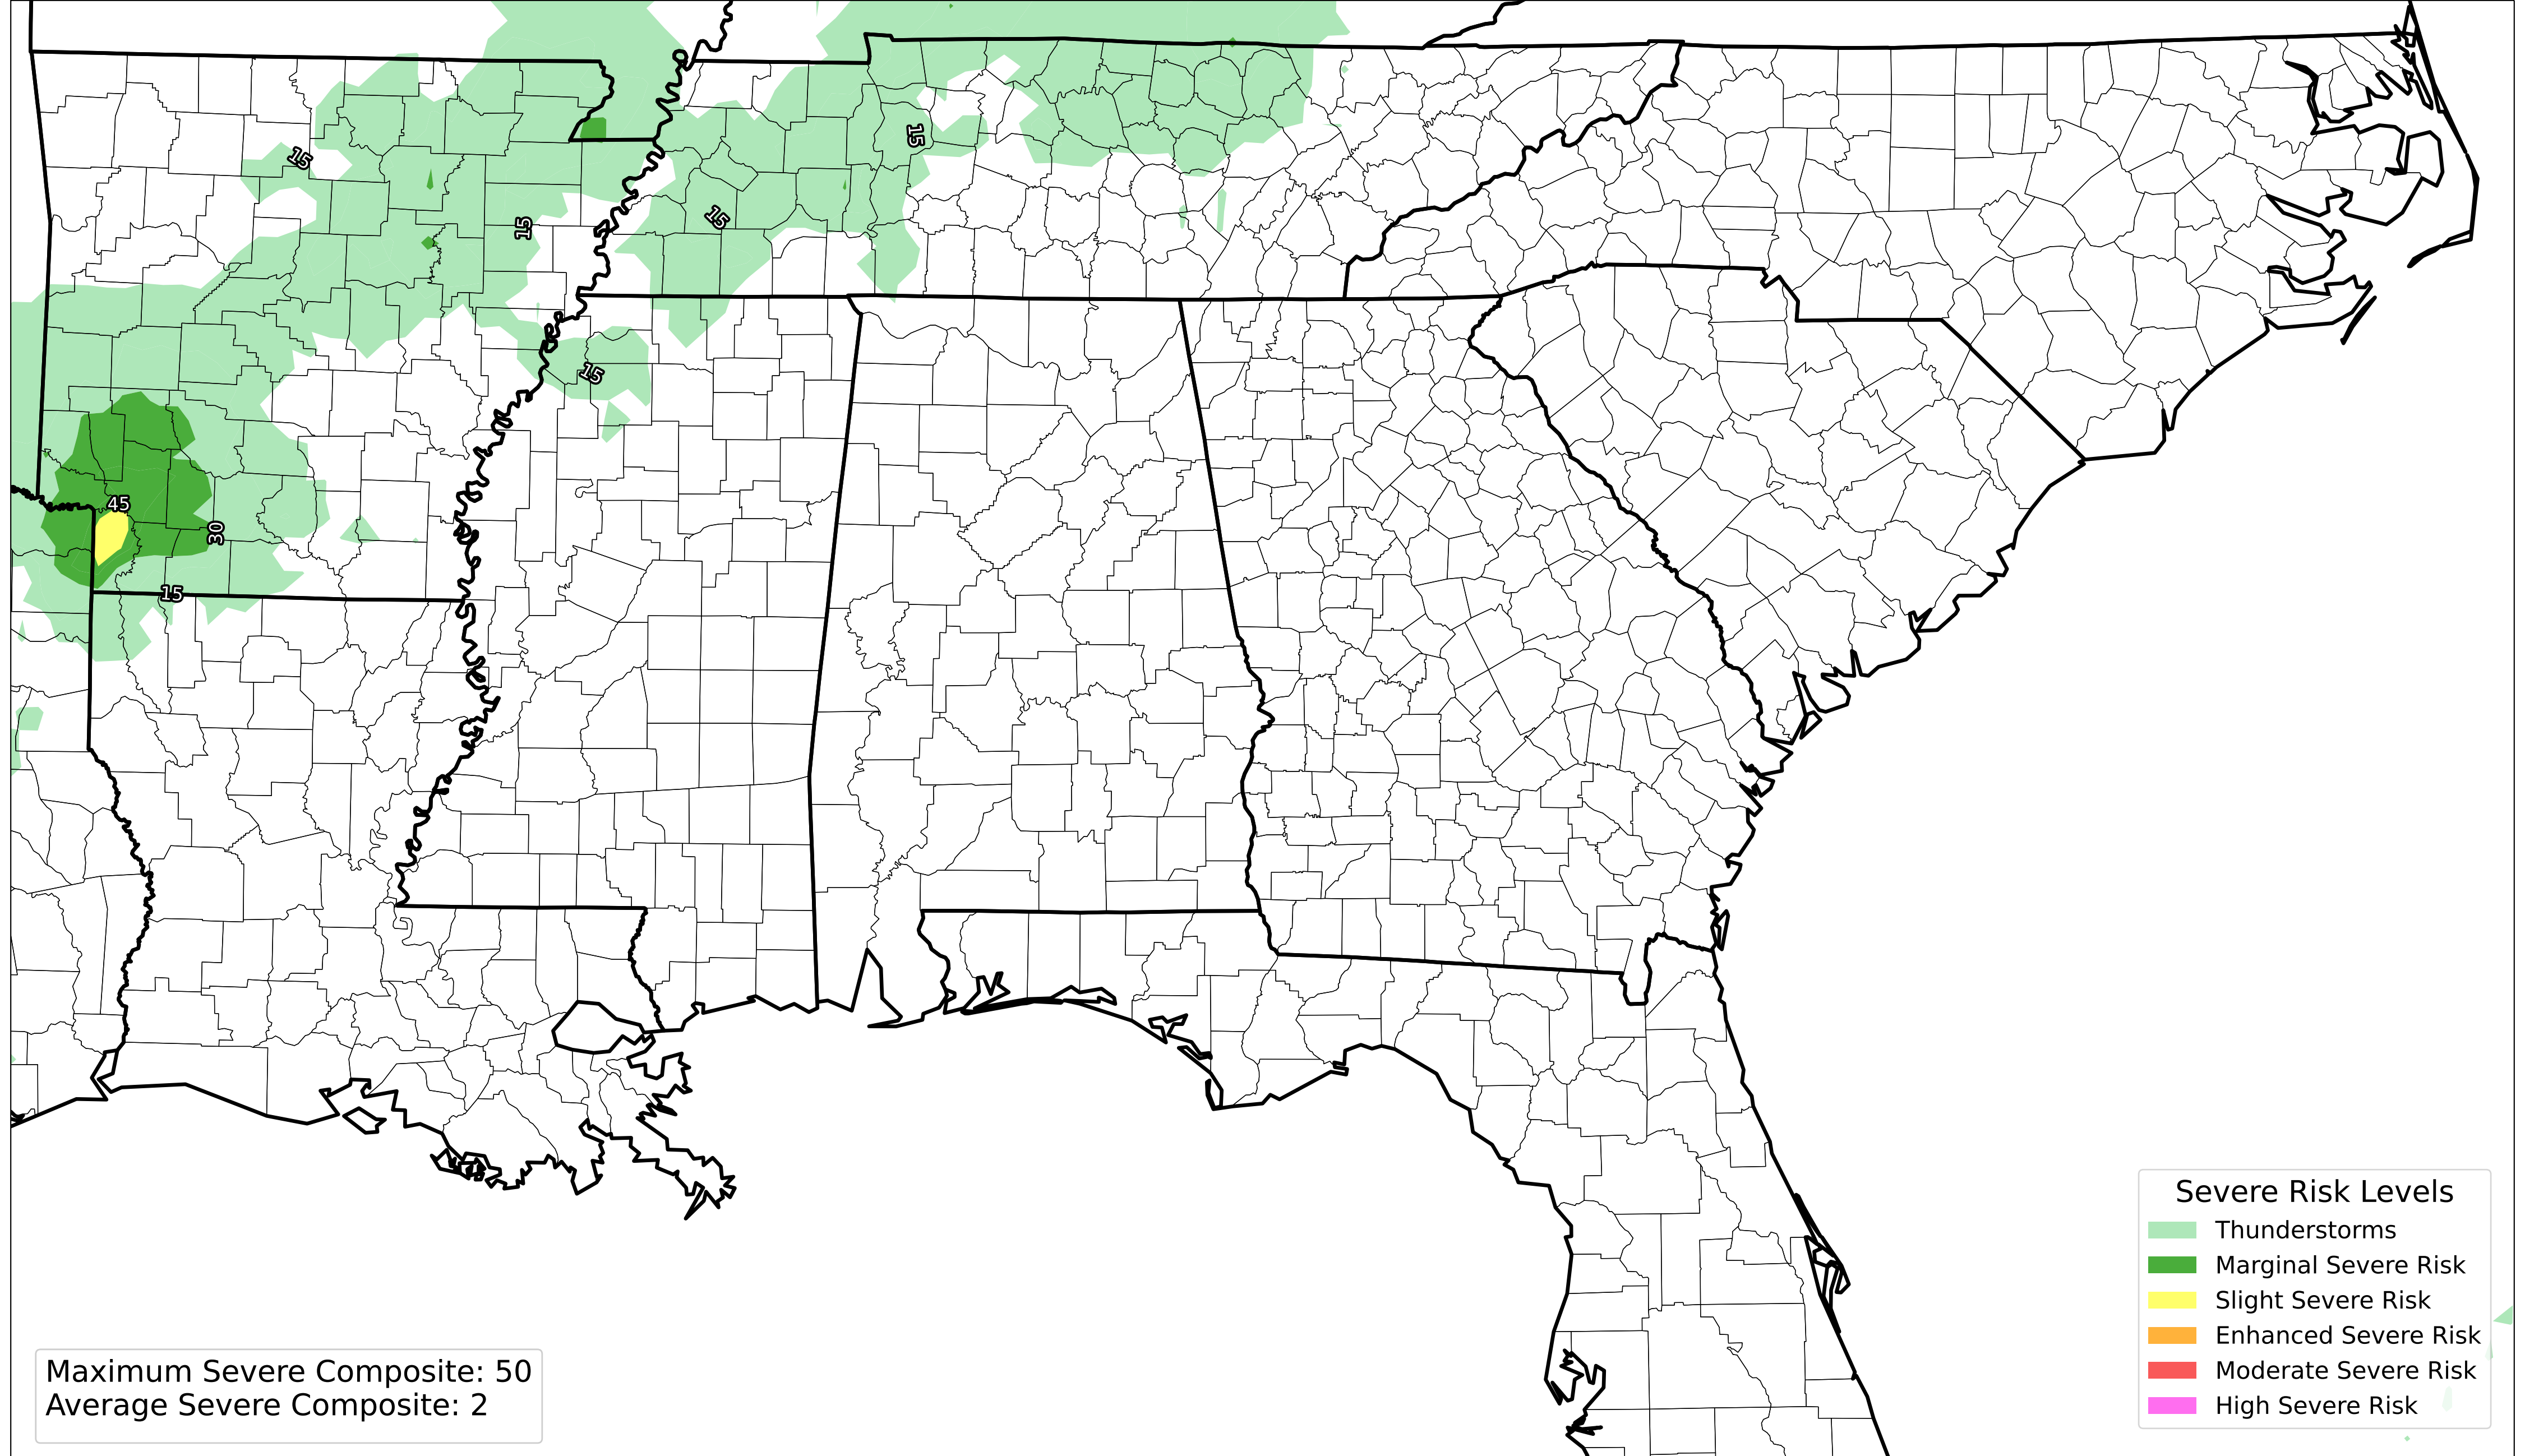 15
15
15
15
15
45
30
15
Severe Risk Levels
Thunderstorms
Marginal Severe Risk
Slight Severe Risk
Enhanced Severe Risk
Moderate Severe Risk
High Severe Risk
Maximum Severe Composite: 50
Average Severe Composite: 2